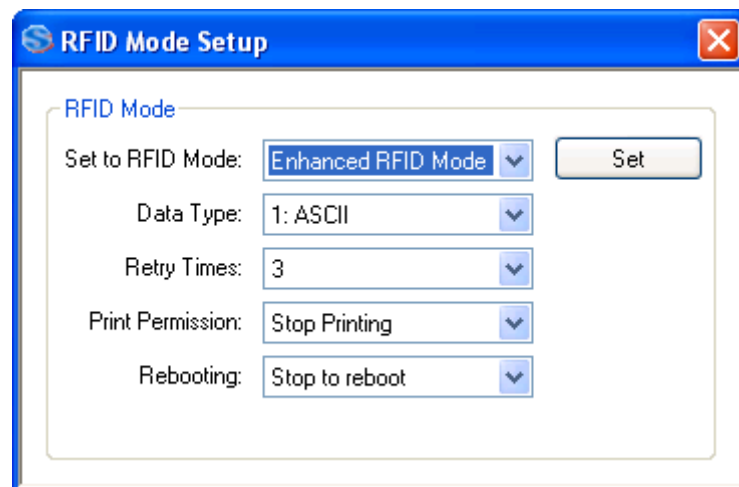 RFID Mode Setup
RFID Mode
Set to RFID Mode: Enhanced RFID Mode Set
Data Type: 1: ASCII
Retry Times: 3
Print Permission: Stop Printing
Rebooting: Stop to reboot